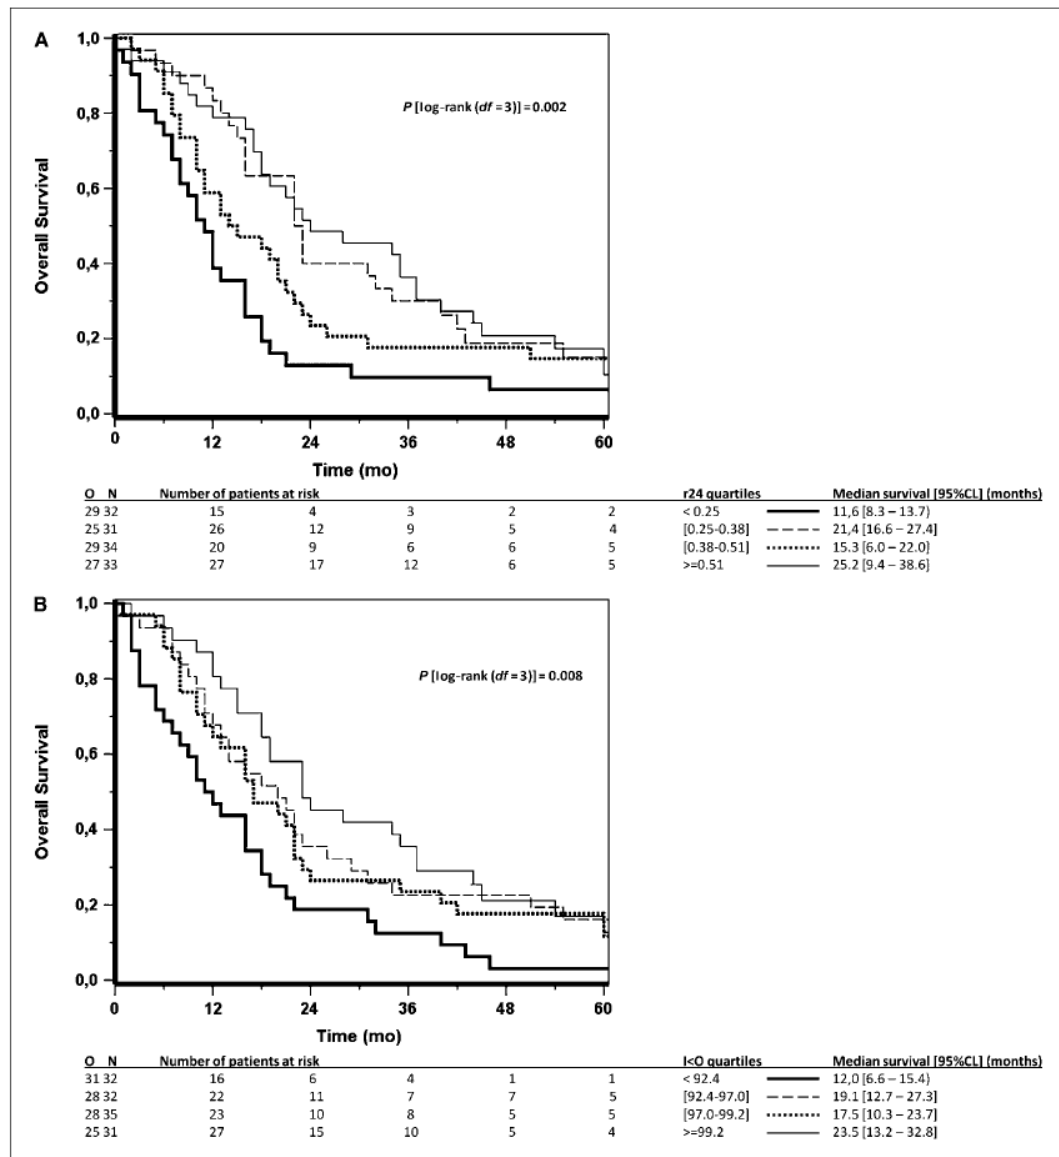 A
1,0
0,8
0,6
0,4
0,2
0,0
Overall Survival
P [log-rank (df = 3)] = 0.002
0 12 24 36 48 60
Time (mo)
O N Number of patients at risk r24 quartiles Median survival [95%CL] (months)
29 32 15 4 3 2 2 < 0.25 11,6 [8.3 – 13.7)
25 31 26 12 9 5 4 [0.25-0.38] 21,4 [16.6 – 27.4]
29 34 20 9 6 6 5 [0.38-0.51] 15.3 [6.0 – 22.0]
27 33 27 17 12 6 5 >=0.51 25.2 [9.4 – 38.6]
B
1,0
0,8
0,6
0,4
0,2
0,0
Overall Survival
P [log-rank (df = 3)] = 0.008
0 12 24 36 48 60
Time (mo)
O N Number of patients at risk I<O quartiles Median survival [95%CL] (months)
31 32 16 6 4 1 1 < 92.4 12,0 [6.6 – 15.4)
28 32 22 11 7 7 5 [92.4-97.0] 19.1 [12.7 – 27.3]
28 35 23 10 8 5 5 [97.0-99.2] 17.5 [10.3 – 23.7]
25 31 27 15 10 5 4 >=99.2 23.5 [13.2 – 32.8]